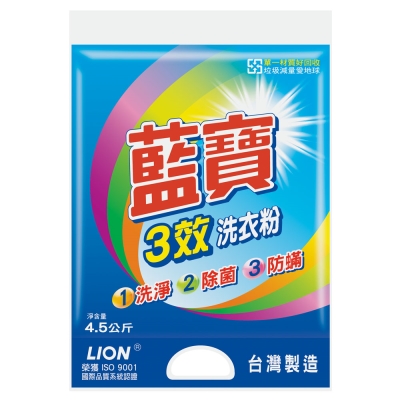 單一材質好回收
垃圾減量愛地球
藍寶
3效洗衣粉
1洗淨 2除菌 3防蟎
淨含量
4.5公斤
LION®
榮獲 ISO 9001
國際品質系統認證
台灣製造